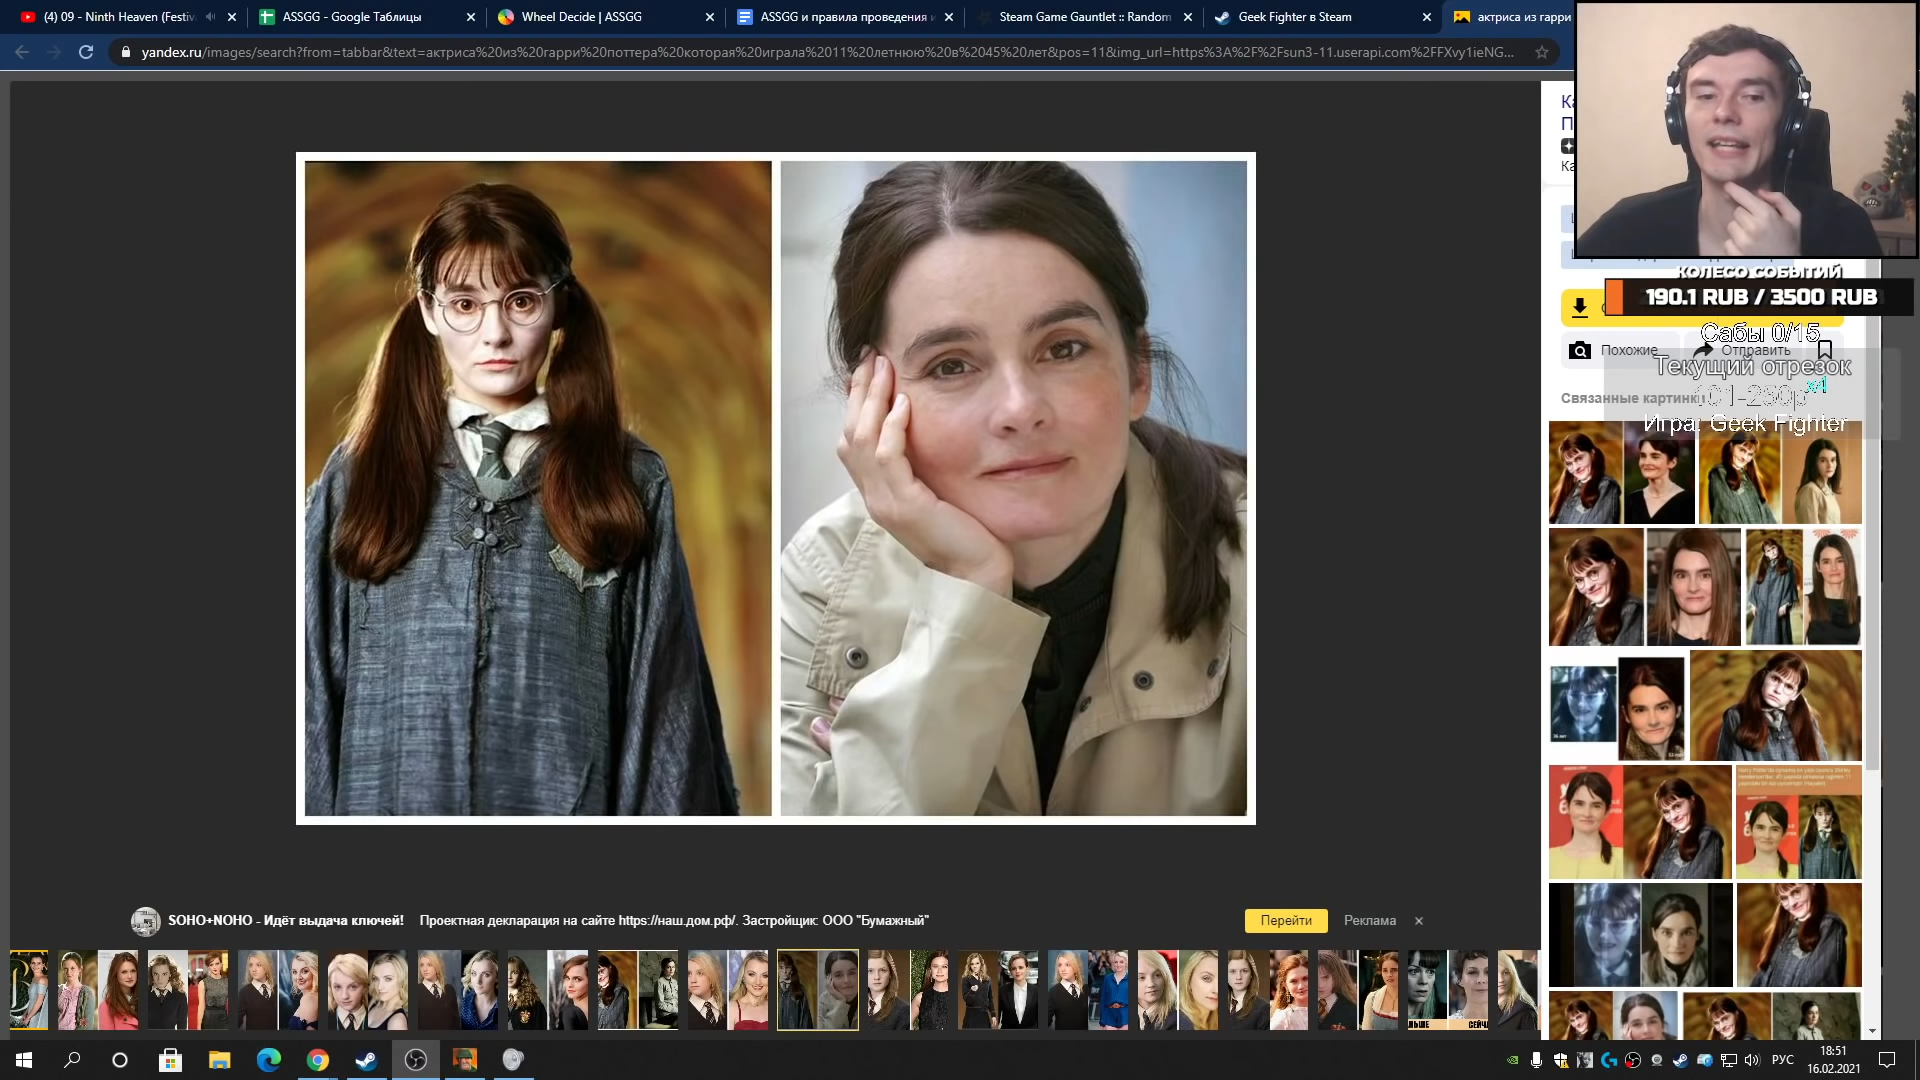 (4) 09 - Ninth Heaven (Festiv
ASSGG - Google Таблицы
Wheel Decide | ASSGG
ASSGG и правила проведения и
Steam Game Gauntlet :: Random
Geek Fighter в Steam
актриса из гарри
yandex.ru/images/search?from=tabbar&text=актриса%20из%20гарри%20поттера%20которая%20играла%2011%20летнюю%20в%2045%20лет&pos=11&img_url=https%3A%2F%2Fsun3-11.userapi.com%2FFXvy1ieNG...
КОЛЕСО СОБЫТИЙ
190.1 RUB / 3500 RUB
Сабы 0/15
Похожие
Отправить
Текущий отрезок
x4
Связанные картинки
Игра: Geek Fighter
SOHO+NOHO - Идёт выдача ключей! Проектная декларация на сайте https://наш.дом.рф/. Застройщик: ООО "Бумажный"
Перейти
Реклама
РУС
18:51
16.02.2021